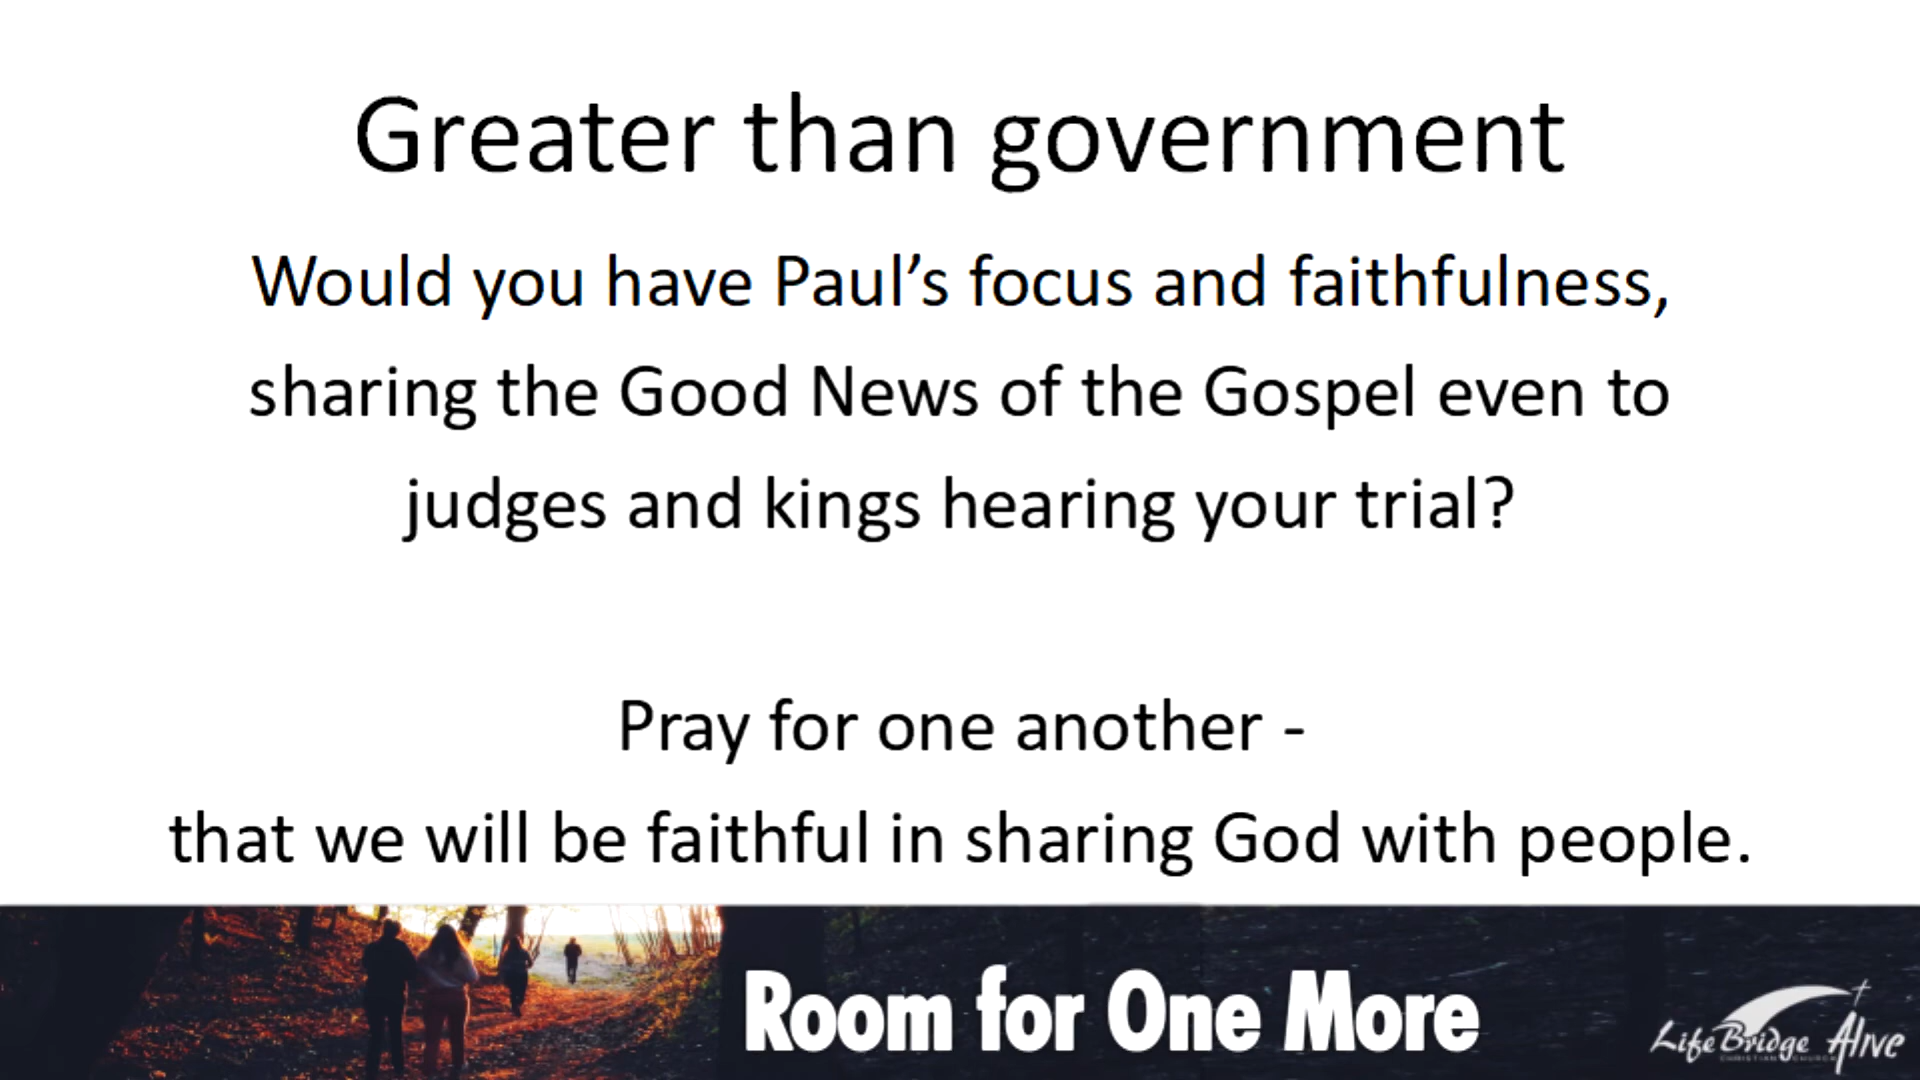 Greater than government
Would you have Paul’s focus and faithfulness,
sharing the Good News of the Gospel even to
judges and kings hearing your trial?
Pray for one another -
that we will be faithful in sharing God with people.
Room for One More
LifeBridge Alive
CHRISTIAN CHURCH